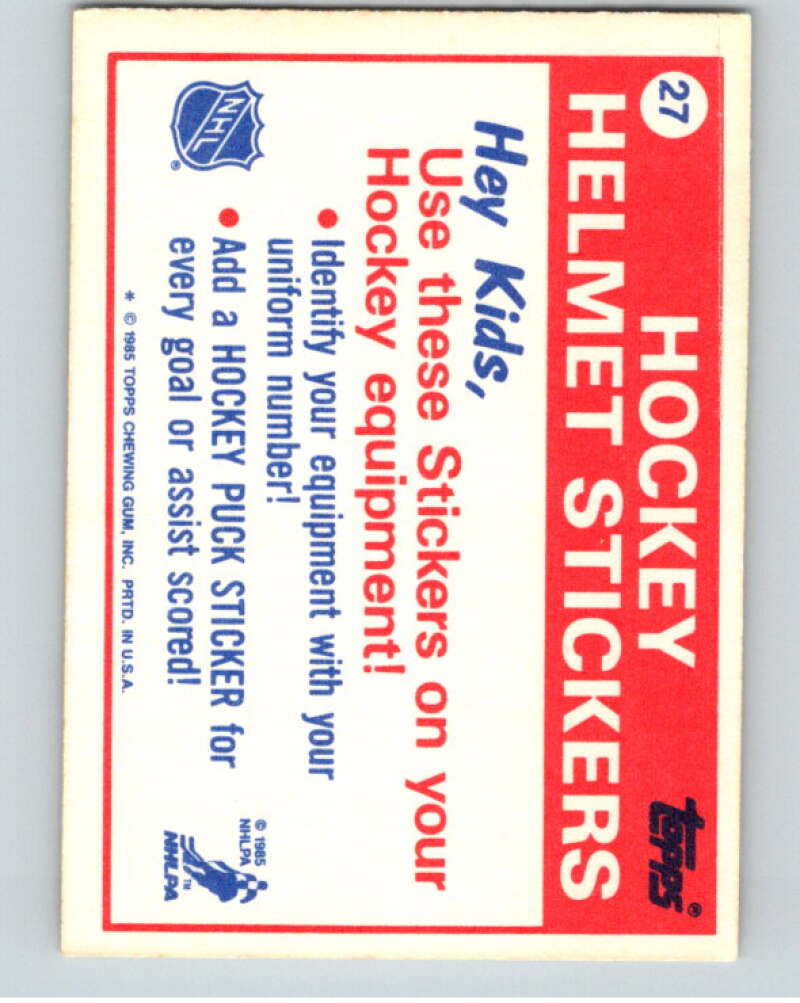 27
HOCKEY
HELMET STICKERS
TOPPS®
Hey Kids,
Use these Stickers on your
Hockey equipment!
• Identify your equipment with your
uniform number!
• Add a HOCKEY PUCK STICKER for
every goal or assist scored!
NHL®
© 1985
NHLPA
NHLPA™
* © 1985 TOPPS CHEWING GUM, INC. PRTD. IN U.S.A.